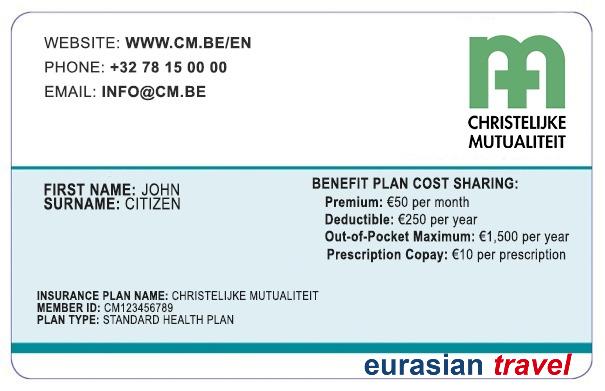 WEBSITE: WWW.CM.BE/EN
PHONE: +32 78 15 00 00
EMAIL: INFO@CM.BE
CHRISTELIJKE
MUTUALITEIT
FIRST NAME: JOHN
SURNAME: CITIZEN
BENEFIT PLAN COST SHARING:
Premium: €50 per month
Deductible: €250 per year
Out-of-Pocket Maximum: €1,500 per year
Prescription Copay: €10 per prescription
INSURANCE PLAN NAME: CHRISTELIJKE MUTUALITEIT
MEMBER ID: CM123456789
PLAN TYPE: STANDARD HEALTH PLAN
eurasian travel